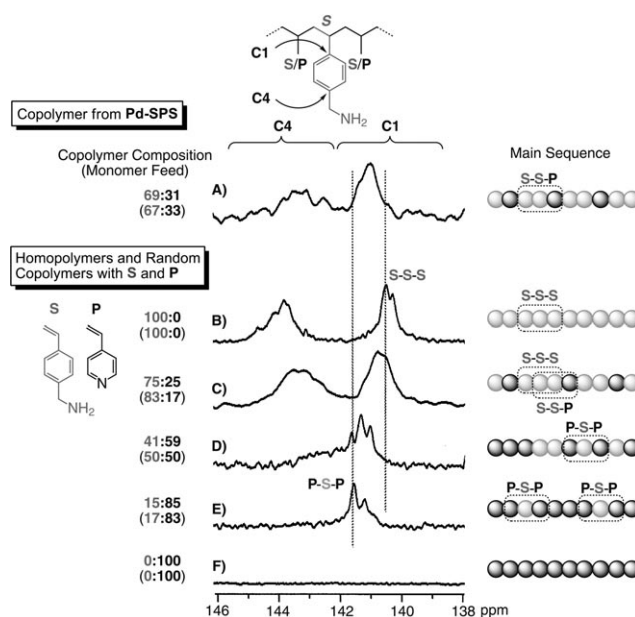 S
C1
S/P
S/P
C4
NH2
Copolymer from Pd-SPS
C4
C1
Copolymer Composition
(Monomer Feed)
Main Sequence
69:31
(67:33)
A)
S-S-P
Homopolymers and Random
Copolymers with S and P
S-S-S
S
P
100:0
(100:0)
B)
S-S-S
N
NH2
75:25
(83:17)
C)
S-S-S
S-S-P
41:59
(50:50)
D)
P-S-P
P-S-P
15:85
(17:83)
E)
P-S-P
P-S-P
0:100
(0:100)
F)
146
144
142
140
138
ppm